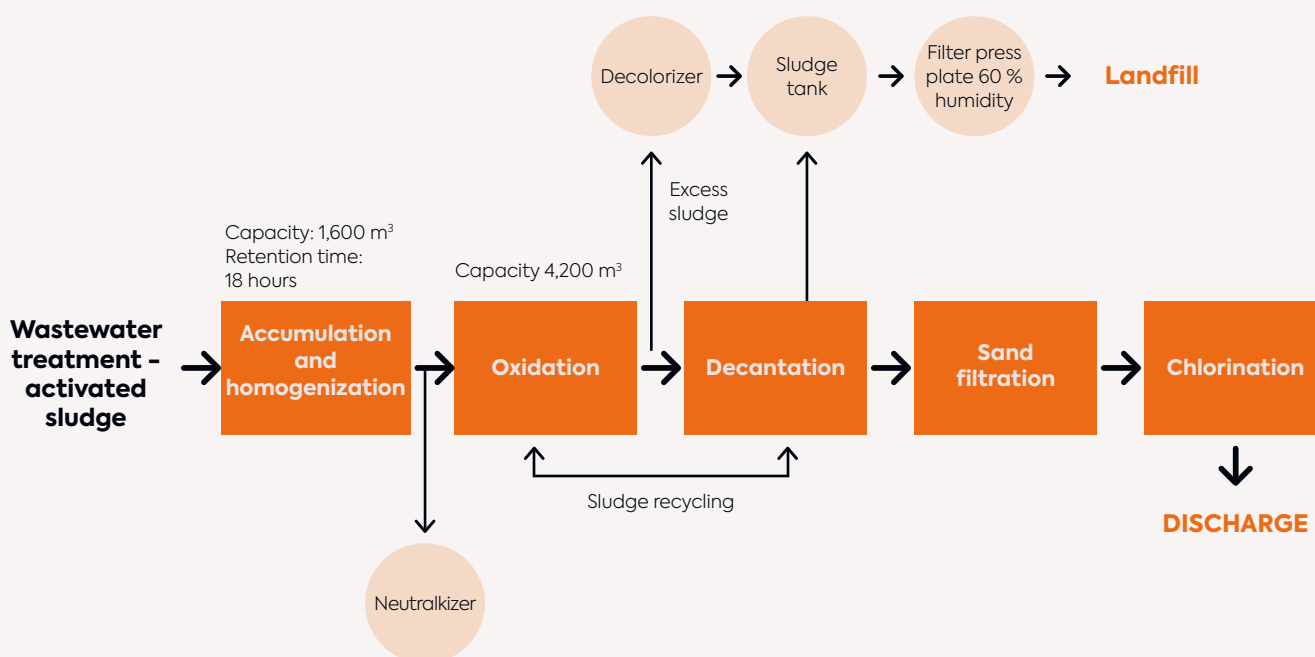 Decolorizer
Sludge
tank
Filter press
plate 60 %
humidity
Landfill
Excess
sludge
Capacity: 1,600 m³
Retention time:
18 hours
Capacity 4,200 m³
Wastewater
treatment -
activated
sludge
Accumulation
and
homogenization
Oxidation
Decantation
Sand
filtration
Chlorination
Sludge recycling
DISCHARGE
Neutralkizer